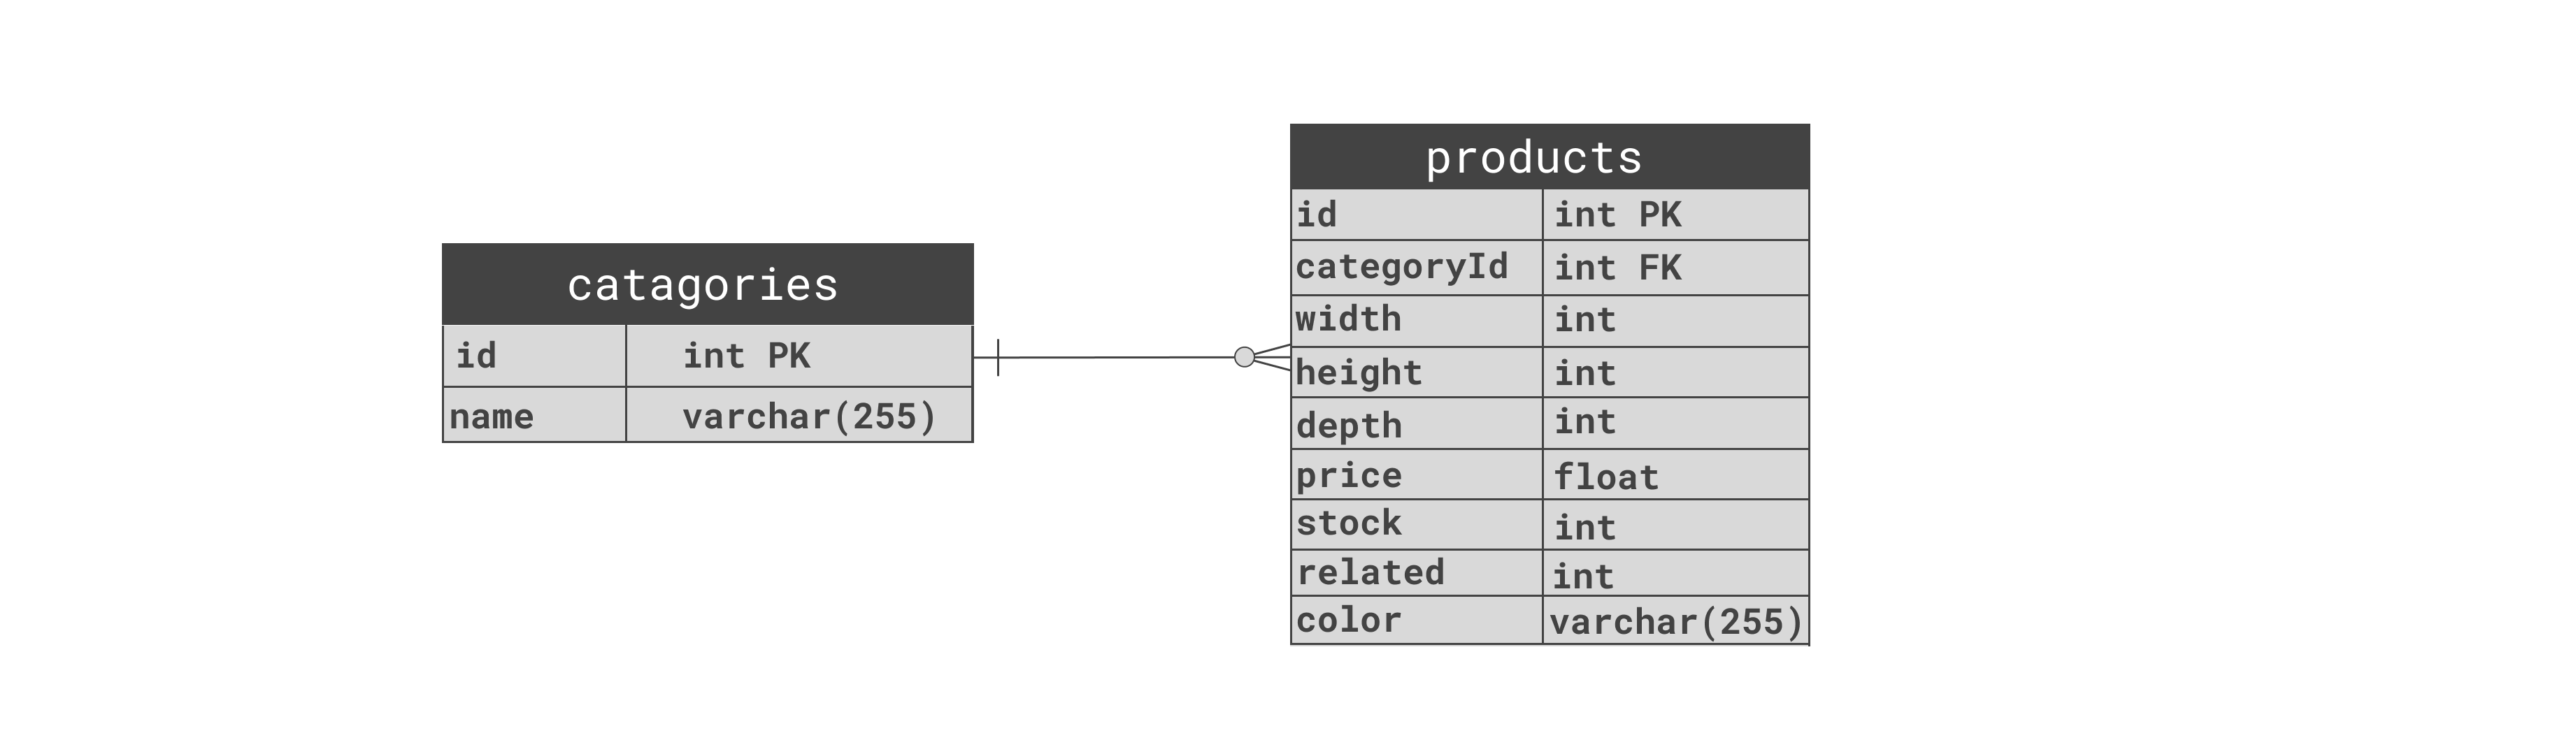 catagories
id int PK
name varchar(255)
products
id int PK
categoryId int FK
width int
height int
depth int
price float
stock int
related int
color varchar(255)